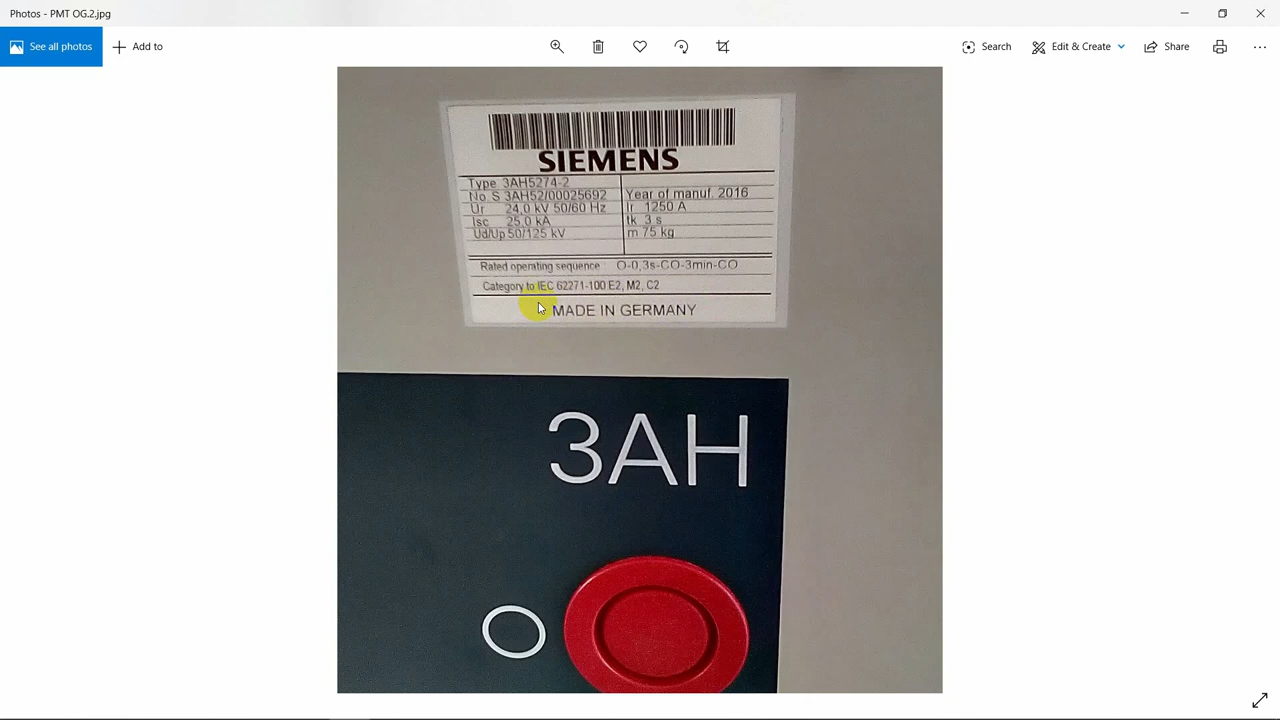 Photos - PMT OG.2.jpg
See all photos
Add to
Search
Edit & Create
Share
SIEMENS
Type 3AH5274-2
No S 3AH52/00025692 Year of manuf. 2016
Ur 24,0 kV 50/60 Hz Ir 1250 A
Isc 25,0 kA tk 3 s
Ud/Up 50/125 kV m 75 kg
Rated operating sequence O-0,3s-CO-3min-CO
Category to IEC 62271-100 E2, M2, C2
MADE IN GERMANY
3AH
O